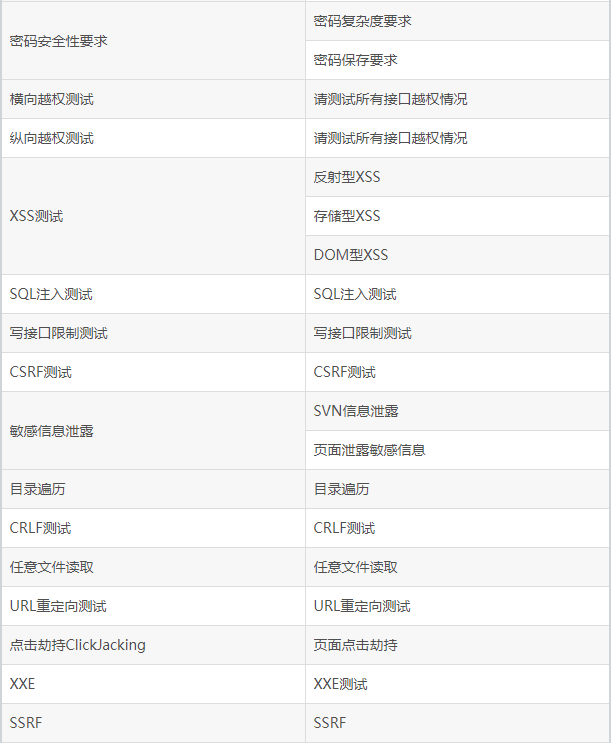 密码安全性要求
密码复杂度要求
密码保存要求
横向越权测试
请测试所有接口越权情况
纵向越权测试
请测试所有接口越权情况
XSS测试
反射型XSS
存储型XSS
DOM型XSS
SQL注入测试
SQL注入测试
写接口限制测试
写接口限制测试
CSRF测试
CSRF测试
敏感信息泄露
SVN信息泄露
页面泄露敏感信息
目录遍历
目录遍历
CRLF测试
CRLF测试
任意文件读取
任意文件读取
URL重定向测试
URL重定向测试
点击劫持ClickJacking
页面点击劫持
XXE
XXE测试
SSRF
SSRF